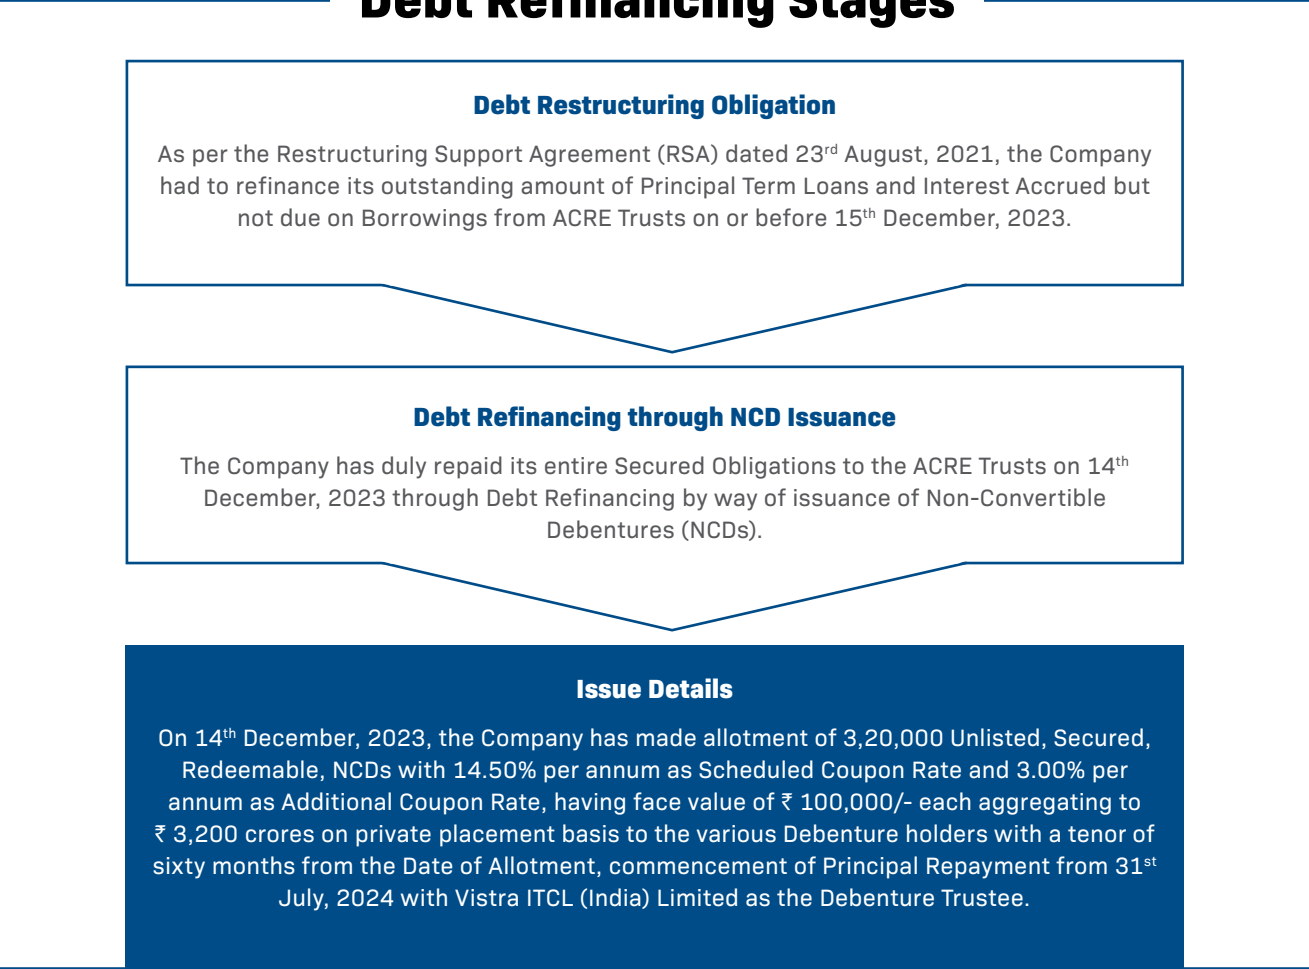 Debt Refinancing Stages
Debt Restructuring Obligation
As per the Restructuring Support Agreement (RSA) dated 23rd August, 2021, the Company
had to refinance its outstanding amount of Principal Term Loans and Interest Accrued but
not due on Borrowings from ACRE Trusts on or before 15th December, 2023.
Debt Refinancing through NCD Issuance
The Company has duly repaid its entire Secured Obligations to the ACRE Trusts on 14th
December, 2023 through Debt Refinancing by way of issuance of Non-Convertible
Debentures (NCDs).
Issue Details
On 14th December, 2023, the Company has made allotment of 3,20,000 Unlisted, Secured,
Redeemable, NCDs with 14.50% per annum as Scheduled Coupon Rate and 3.00% per
annum as Additional Coupon Rate, having face value of ₹ 100,000/- each aggregating to
₹ 3,200 crores on private placement basis to the various Debenture holders with a tenor of
sixty months from the Date of Allotment, commencement of Principal Repayment from 31st
July, 2024 with Vistra ITCL (India) Limited as the Debenture Trustee.